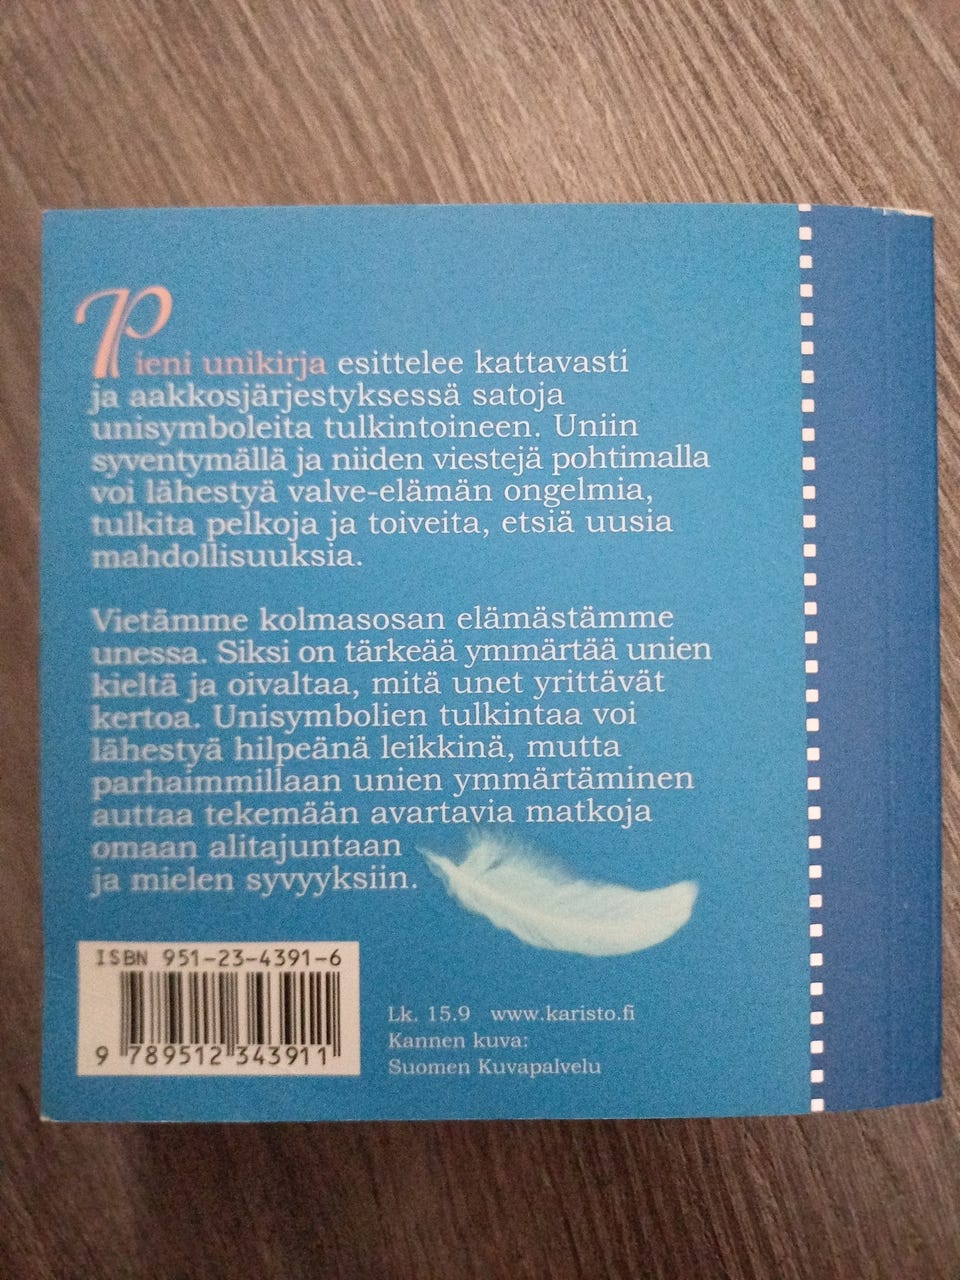 Pieni unikirja esittelee kattavasti
ja aakkosjärjestyksessä satoja
unisymboleita tulkintoineen. Uniin
syventymällä ja niiden viestejä pohtimalla
voi lähestyä valve-elämän ongelmia,
tulkita pelkoja ja toiveita, etsiä uusia
mahdollisuuksia.
Vietämme kolmasosan elämästämme
unessa. Siksi on tärkeää ymmärtää unien
kieltä ja oivaltaa, mitä unet yrittävät
kertoa. Unisymbolien tulkintaa voi
lähestyä hilpeänä leikkinä, mutta
parhaimmillaan unien ymmärtäminen
auttaa tekemään avartavia matkoja
omaan alitajuntaan
ja mielen syvyyksiin.
ISBN 951-23-4391-6
9 789512 343911
Lk. 15.9 www.karisto.fi
Kannen kuva:
Suomen Kuvapalvelu